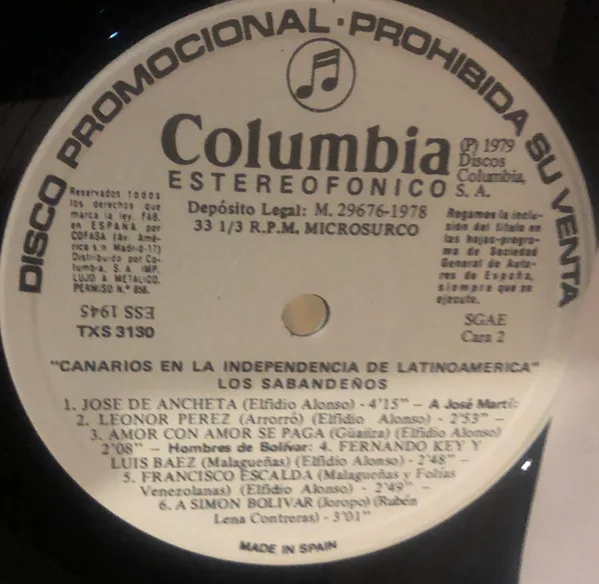 DISCO PROMOCIONAL · PROHIBIDA SU VENTA
Columbia
ESTEREOFONICO
(P) 1979
Discos
Columbia,
S. A.
Depósito Legal: M. 29676-1978
33 1/3 R.P.M. MICROSURCO
Reservados todos
los derechos que
marca la ley. FAB.
en ESPAÑA por
COFASA (Av. Amé-
rica s/n Madrid-17)
Distribuido por Co-
lumbia, S. A. IMP.
LUJO A METALICO.
PERMISO N.º 856.
Rogamos la inclu-
sión del título en
las hojas-progra-
ma de Sociedad
General de Auto-
res de España,
siempre que se
ejecute.
ESS 1945
TXS 3130
SGAE
Cara 2
"CANARIOS EN LA INDEPENDENCIA DE LATINOAMERICA"
LOS SABANDEÑOS
1. JOSE DE ANCHETA (Elfidio Alonso) - 4'15" – A José Martí:
2. LEONOR PEREZ (Arrorró) (Elfidio Alonso) - 2'53" –
3. AMOR CON AMOR SE PAGA (Guajira) (Elfidio Alonso)
2'08" – Hombres de Bolívar: 4. FERNANDO KEY Y
LUIS BAEZ (Malagueñas) (Elfidio Alonso) - 2'48" –
5. FRANCISCO ESCALDA (Malagueñas y Folías
Venezolanas) (Elfidio Alonso) - 2'49" –
6. A SIMON BOLIVAR (Joropo) (Rubén
Lena Contreras) - 3'01"
MADE IN SPAIN